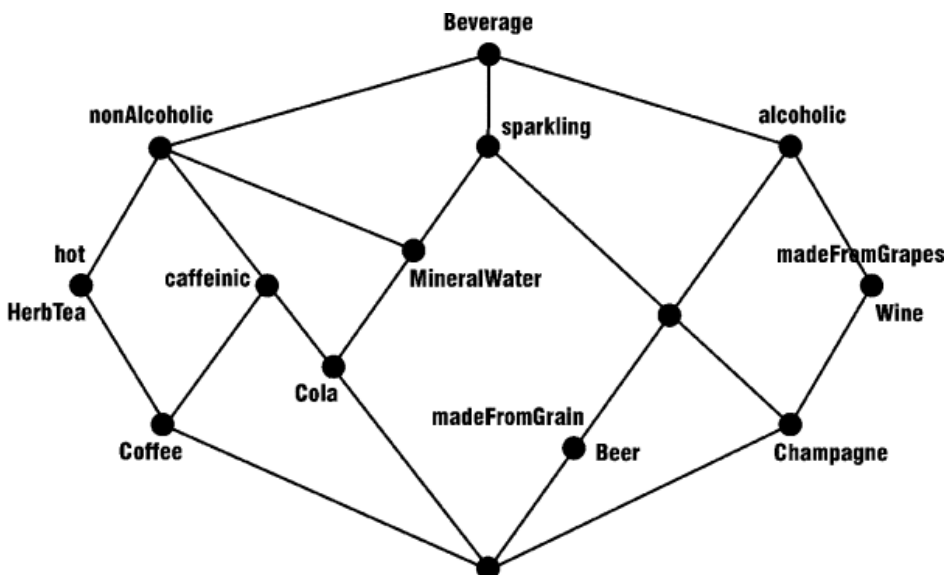 Beverage
nonAlcoholic
sparkling
alcoholic
hot
caffeinic
MineralWater
madeFromGrapes
HerbTea
Wine
Cola
madeFromGrain
Coffee
Beer
Champagne